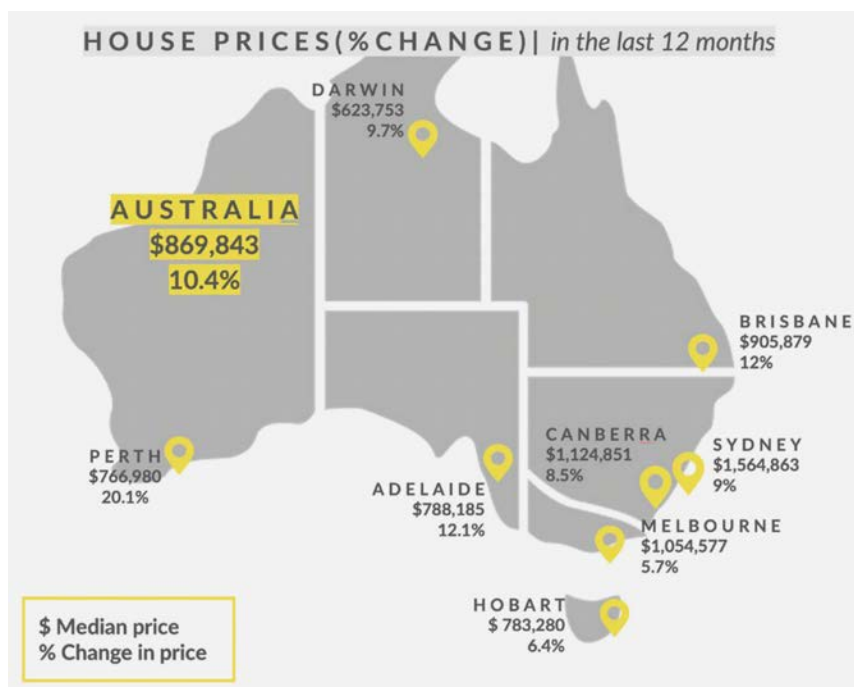 HOUSE PRICES(%CHANGE)| in the last 12 months
DARWIN
$623,753
9.7%
AUSTRALIA
$869,843
10.4%
BRISBANE
$905,879
12%
PERTH
$766,980
20.1%
ADELAIDE
$788,185
12.1%
CANBERRA
$1,124,851
8.5%
SYDNEY
$1,564,863
9%
MELBOURNE
$1,054,577
5.7%
HOBART
$ 783,280
6.4%
$ Median price
% Change in price